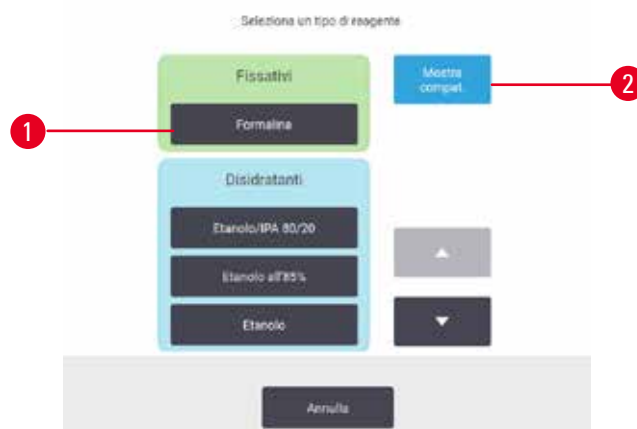 Seleziona un tipo di reagente
Fissativi
Mostra
compat.
2
1
Formalina
Disidratanti
Etanolo/IPA 80/20
Etanolo all'85%
Etanolo
Annulla